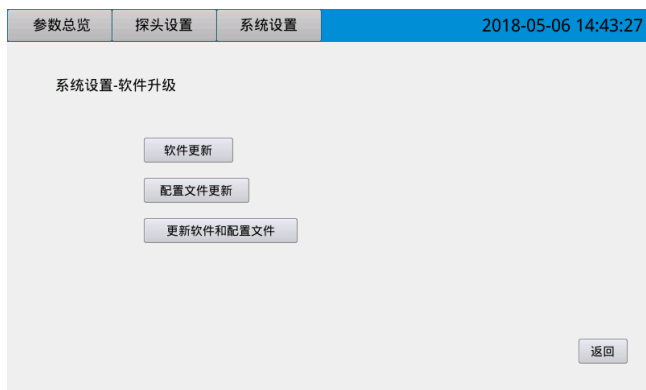 参数总览 探头设置 系统设置 2018-05-06 14:43:27
系统设置-软件升级
软件更新
配置文件更新
更新软件和配置文件
返回